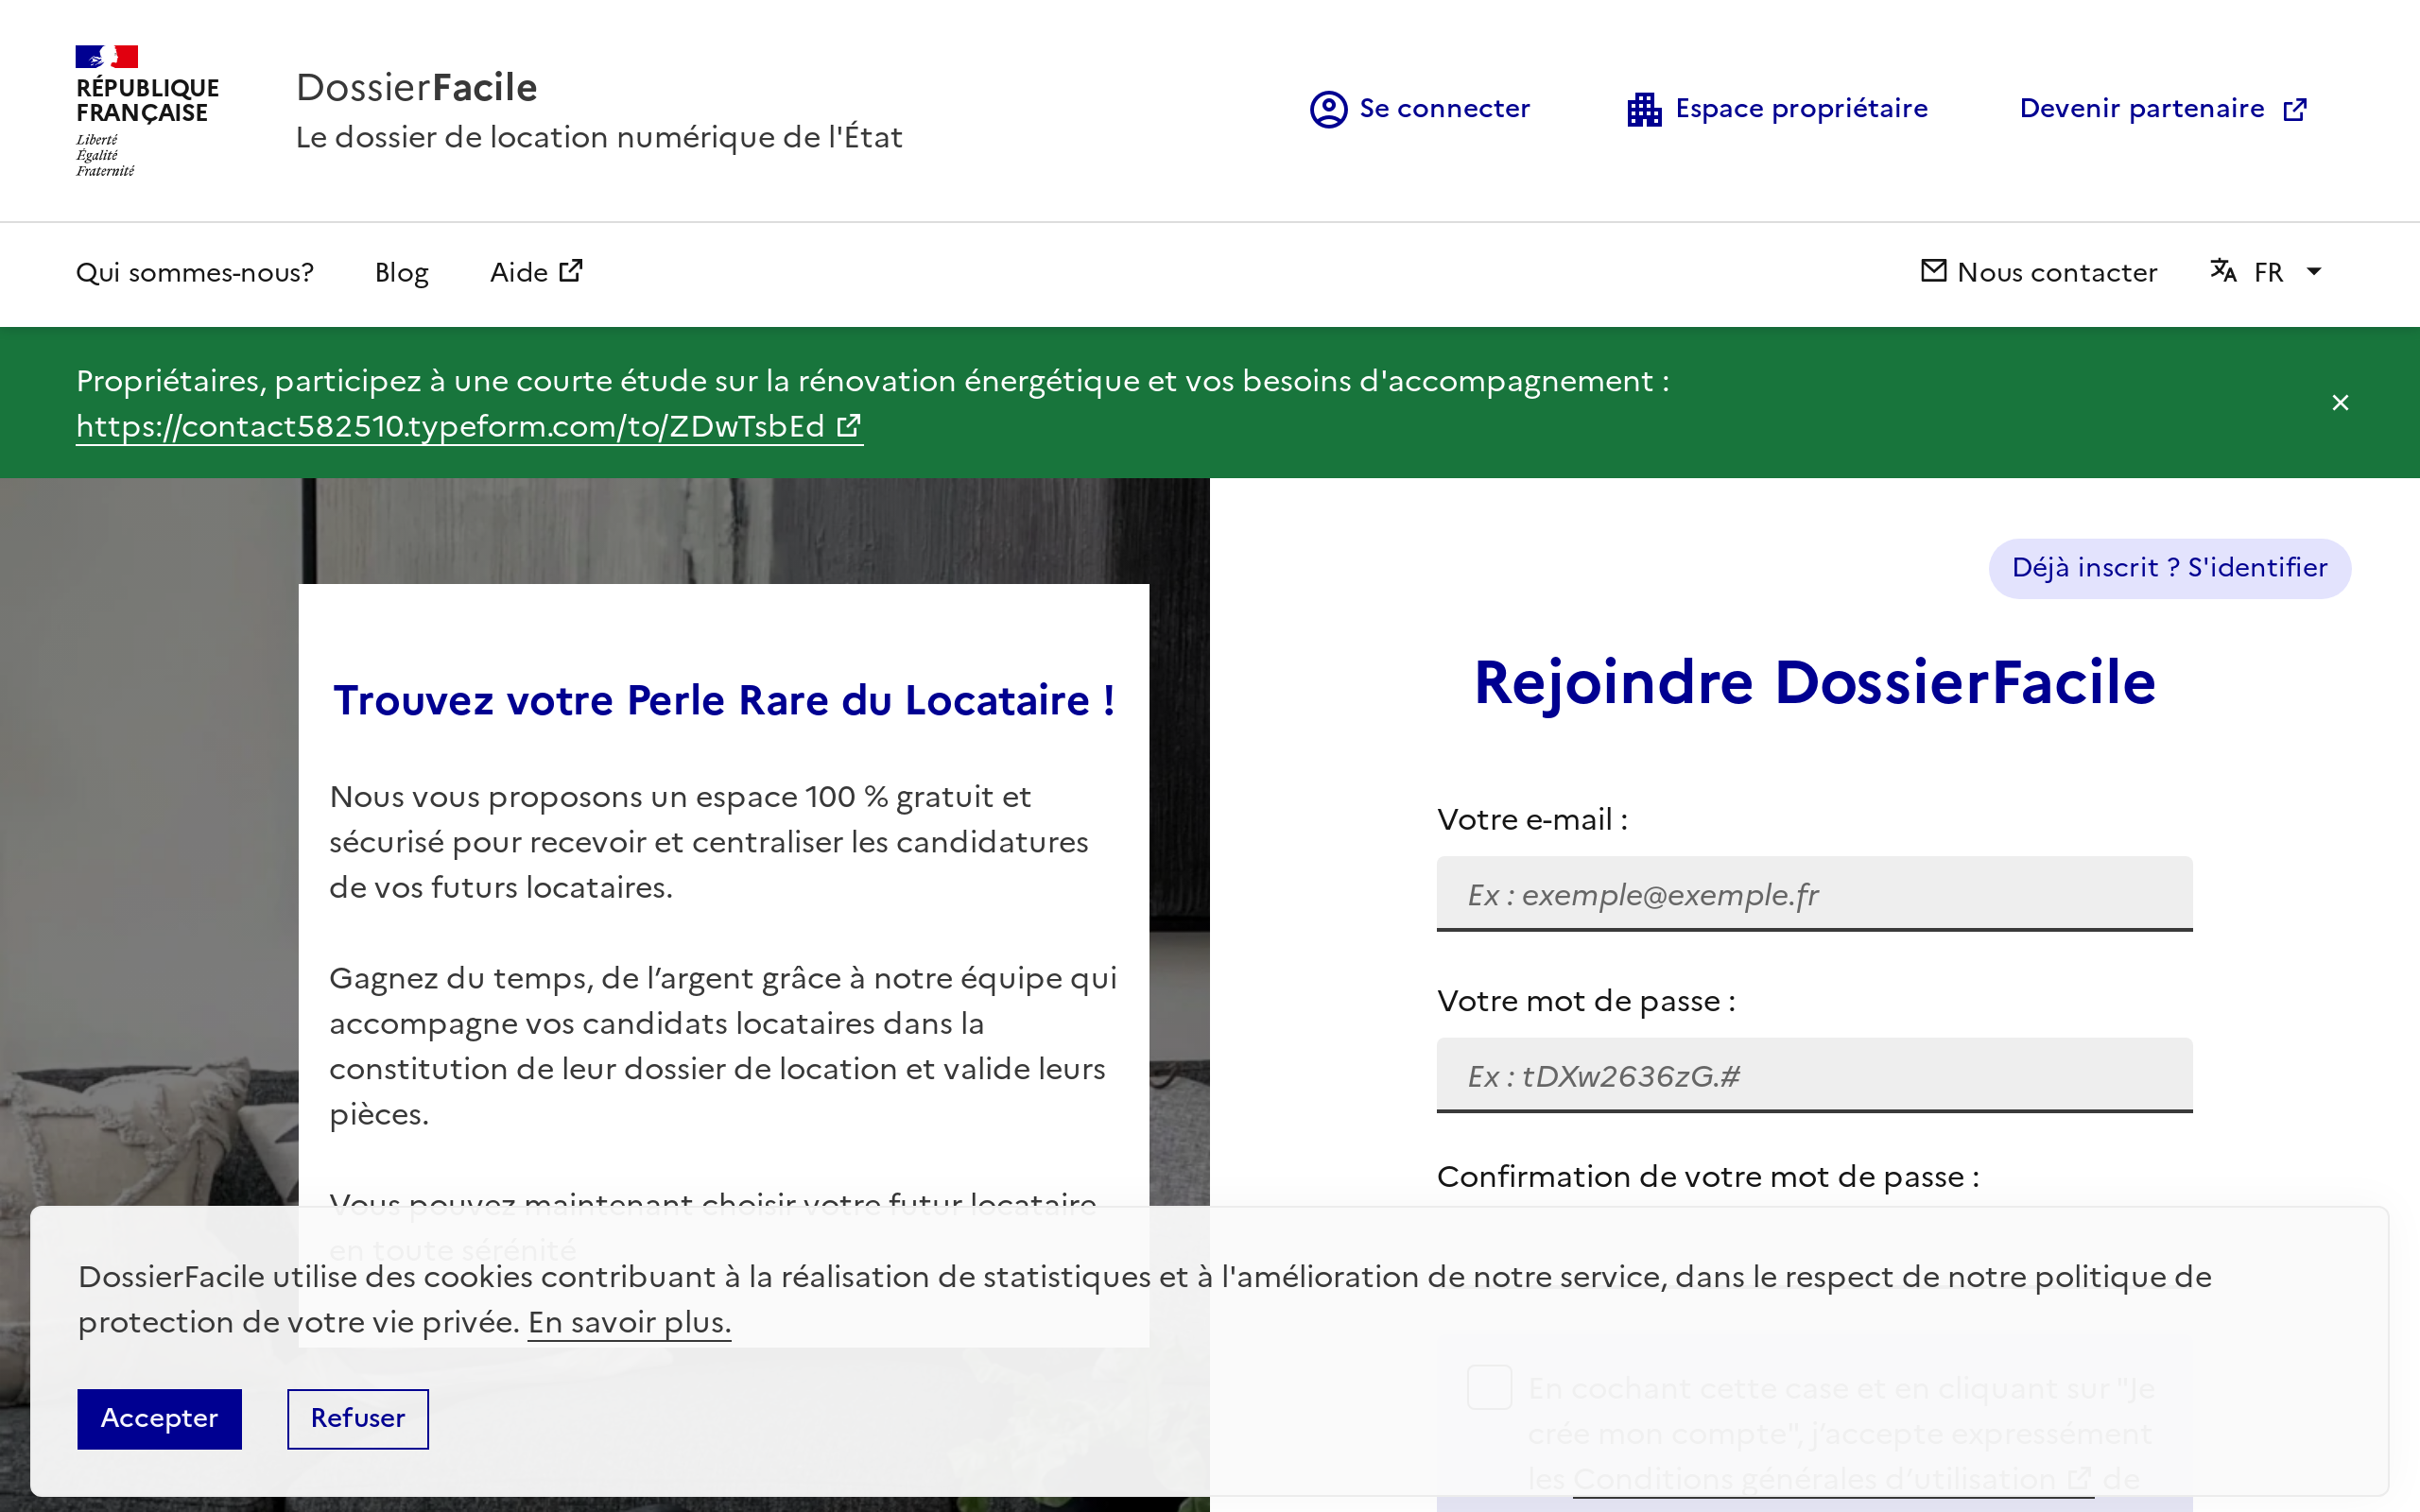 RÉPUBLIQUE
FRANÇAISE
Liberté
Égalité
Fraternité
DossierFacile
Le dossier de location numérique de l'État
Se connecter
Espace propriétaire
Devenir partenaire
Qui sommes-nous?
Blog
Aide
Nous contacter
FR
Propriétaires, participez à une courte étude sur la rénovation énergétique et vos besoins d'accompagnement :
https://contact582510.typeform.com/to/ZDwTsbEd
Trouvez votre Perle Rare du Locataire !
Nous vous proposons un espace 100 % gratuit et
sécurisé pour recevoir et centraliser les candidatures
de vos futurs locataires.
Gagnez du temps, de l’argent grâce à notre équipe qui
accompagne vos candidats locataires dans la
constitution de leur dossier de location et valide leurs
pièces.
Vous pouvez maintenant choisir votre futur locataire
en toute sérénité
Déjà inscrit ? S'identifier
Rejoindre DossierFacile
Votre e-mail :
Ex : exemple@exemple.fr
Votre mot de passe :
Ex : tDXw2636zG.#
Confirmation de votre mot de passe :
En cochant cette case et en cliquant sur "Je
crée mon compte", j’accepte expressément
les Conditions générales d’utilisation de
DossierFacile utilise des cookies contribuant à la réalisation de statistiques et à l'amélioration de notre service, dans le respect de notre politique de
protection de votre vie privée. En savoir plus.
Accepter
Refuser